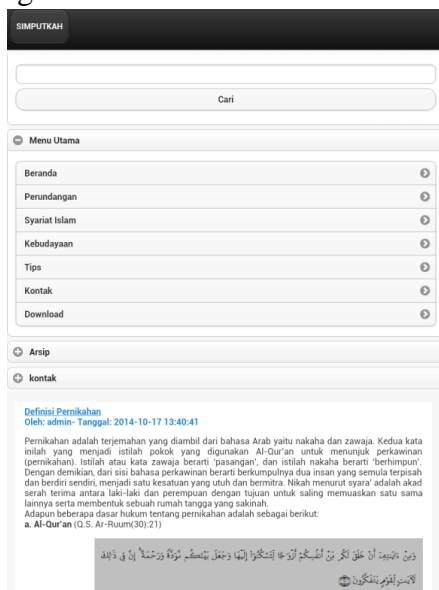 SIMPUTKAH
Cari
Menu Utama
Beranda
Perundangan
Syariat Islam
Kebudayaan
Tips
Kontak
Download
Arsip
kontak
Definisi Pernikahan
Oleh: admin- Tanggal: 2014-10-17 13:40:41
Pernikahan adalah terjemahan yang diambil dari bahasa Arab yaitu nakaha dan zawaja. Kedua kata
inilah yang menjadi istilah pokok yang digunakan Al-Qur'an untuk menunjuk perkawinan
(pernikahan). Istilah atau kata zawaja berarti 'pasangan', dan istilah nakaha berarti 'berhimpun'.
Dengan demikian, dari sisi bahasa perkawinan berarti berkumpulnya dua insan yang semula terpisah
dan berdiri sendiri, menjadi satu kesatuan yang utuh dan bermitra. Nikah menurut syara' adalah akad
serah terima antara laki-laki dan perempuan dengan tujuan untuk saling memuaskan satu sama
lainnya serta membentuk sebuah rumah tangga yang sakinah.
Adapun beberapa dasar hukum tentang pernikahan adalah sebagai berikut:
a. Al-Qur'an (Q.S. Ar-Ruum(30):21)
وَمِنْ ءَايَـٰتِهِۦٓ أَنْ خَلَقَ لَكُم مِّنْ أَنفُسِكُمْ أَزْوَٰجًا لِّتَسْكُنُوٓا۟ إِلَيْهَا وَجَعَلَ بَيْنَكُم مَّوَدَّةً وَرَحْمَةً ۚ إِنَّ فِى ذَٰلِكَ
لَـَٔايَـٰتٍ لِّقَوْمٍ يَتَفَكَّرُونَ